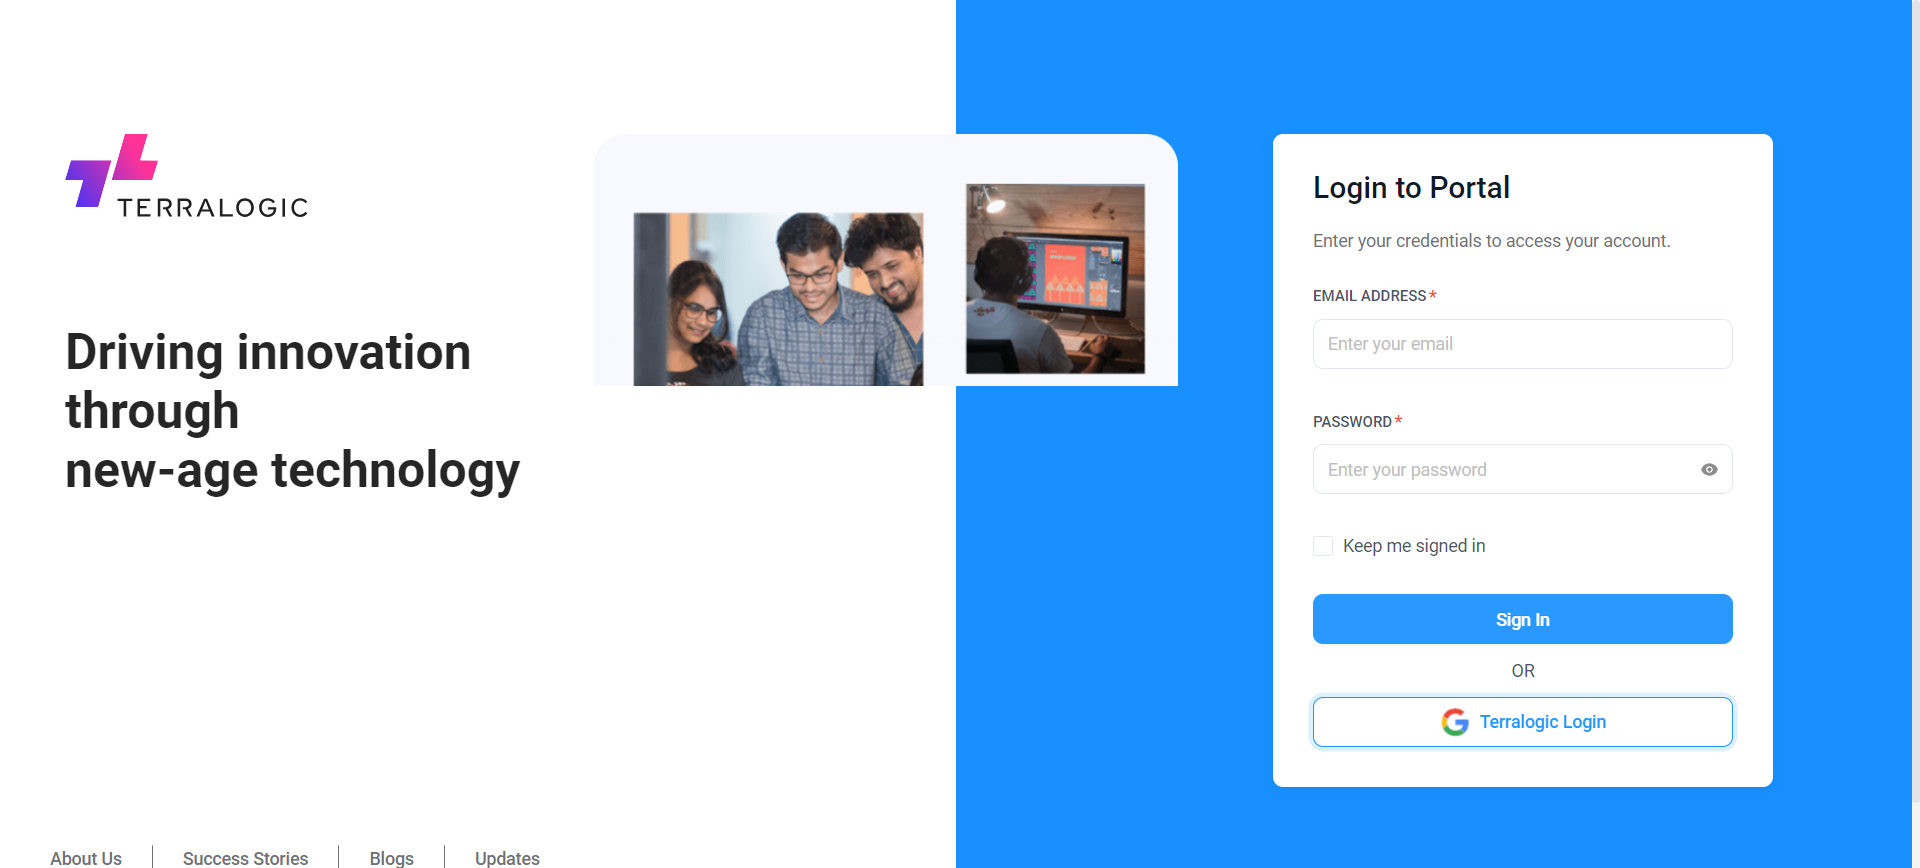 TERRALOGIC
Driving innovation
through
new-age technology
Login to Portal
Enter your credentials to access your account.
EMAIL ADDRESS*
Enter your email
PASSWORD*
Enter your password
Keep me signed in
Sign In
OR
Terralogic Login
About Us
Success Stories
Blogs
Updates